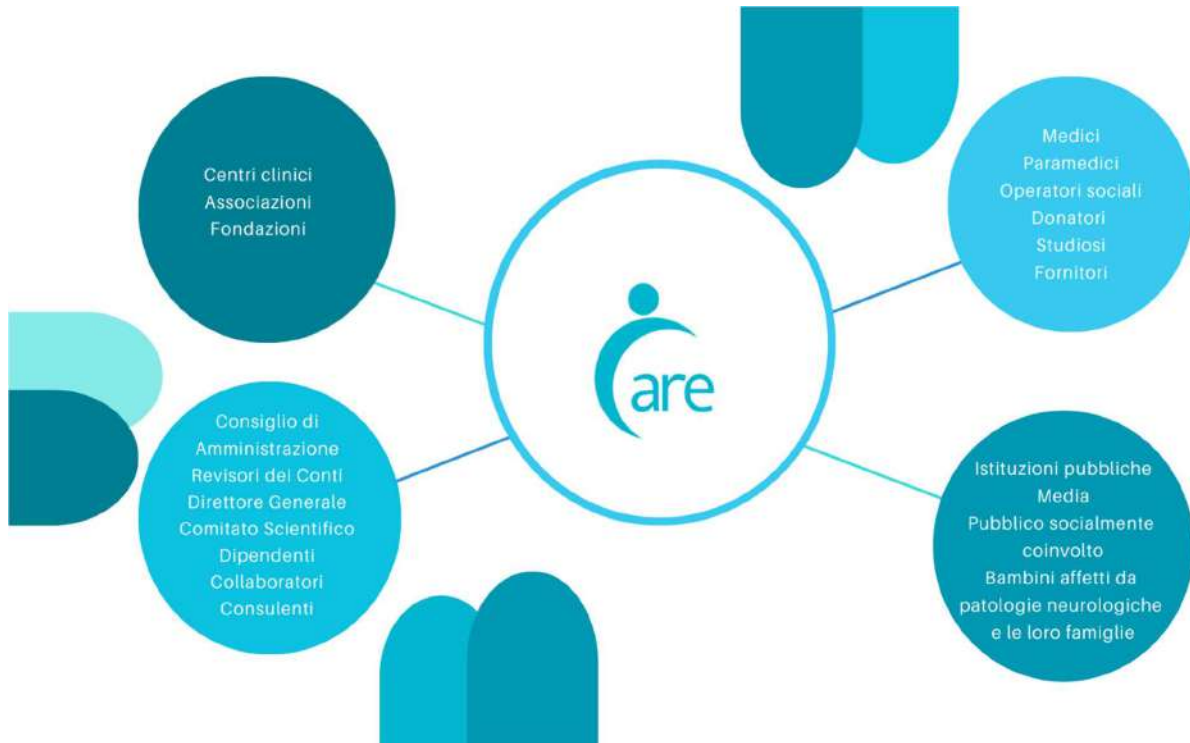 Centri clinici
Associazioni
Fondazioni
Medici
Paramedici
Operatori sociali
Donatori
Studiosi
Fornitori
Care
Consiglio di
Amministrazione
Revisori dei Conti
Direttore Generale
Comitato Scientifico
Dipendenti
Collaboratori
Consulenti
Istituzioni pubbliche
Media
Pubblico socialmente
coinvolto
Bambini affetti da
patologie neurologiche
e le loro famiglie